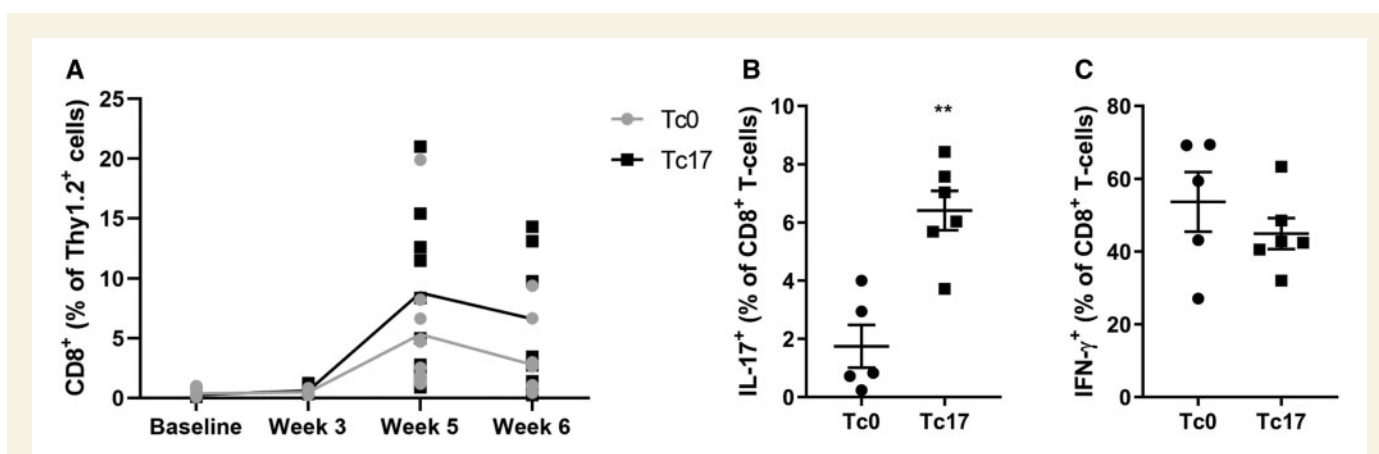 A
CD8⁺ (% of Thy1.2⁺ cells)
25
20
15
10
5
0
Baseline Week 3 Week 5 Week 6
Tc0
Tc17
B
IL-17⁺ (% of CD8⁺ T-cells)
10
8
6
4
2
0
**
Tc0 Tc17
C
IFN-γ⁺ (% of CD8⁺ T-cells)
80
60
40
20
0
Tc0 Tc17